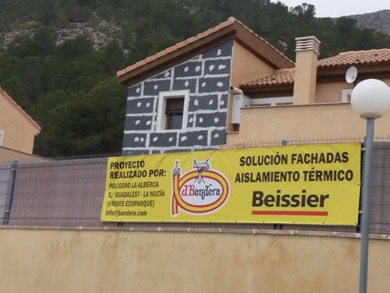 PROYECTO
REALIZADO POR:
POLIGONO LA ALBERCA
C/ GUADALEST - LA NUCÍA
(FRENTE ECOPARQUE)
info@jbandera.com
J.Bandera
SOLUCIÓN FACHADAS
AISLAMIENTO TÉRMICO
Beissier